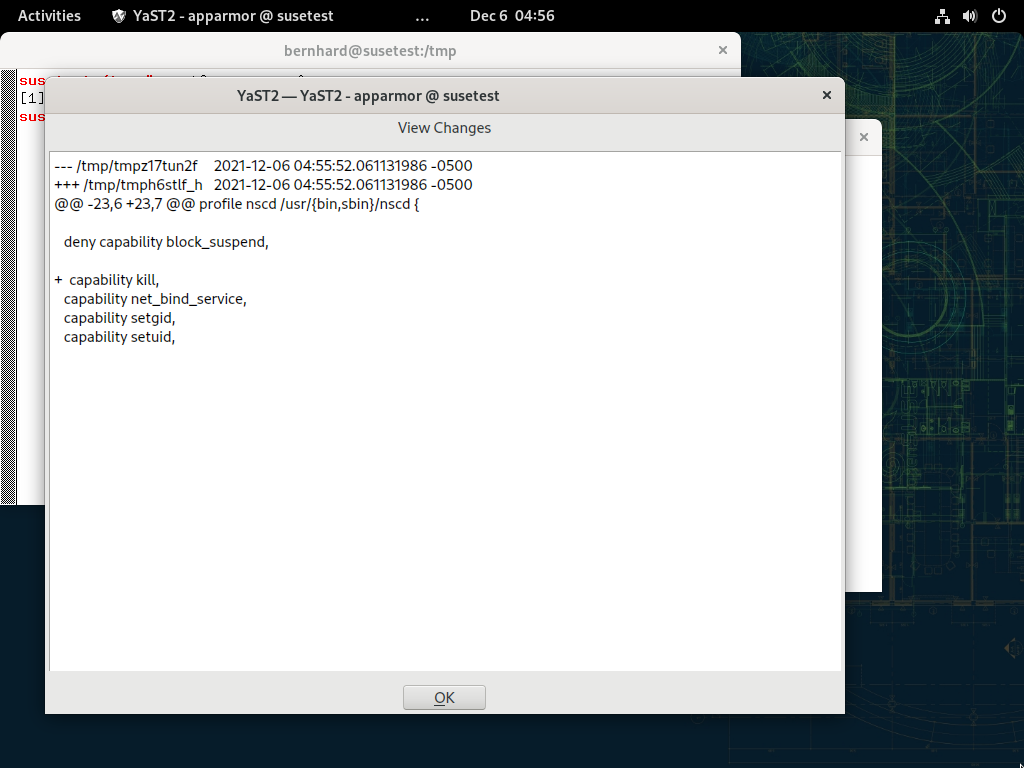 Activities YaST2 - apparmor @ susetest ... Dec 6 04:56
bernhard@susetest:/tmp
sus
[1]
sus
YaST2 — YaST2 - apparmor @ susetest
View Changes
--- /tmp/tmpz17tun2f 2021-12-06 04:55:52.061131986 -0500
+++ /tmp/tmph6stlf_h 2021-12-06 04:55:52.061131986 -0500
@@ -23,6 +23,7 @@ profile nscd /usr/{bin,sbin}/nscd {
deny capability block_suspend,
+ capability kill,
capability net_bind_service,
capability setgid,
capability setuid,
OK